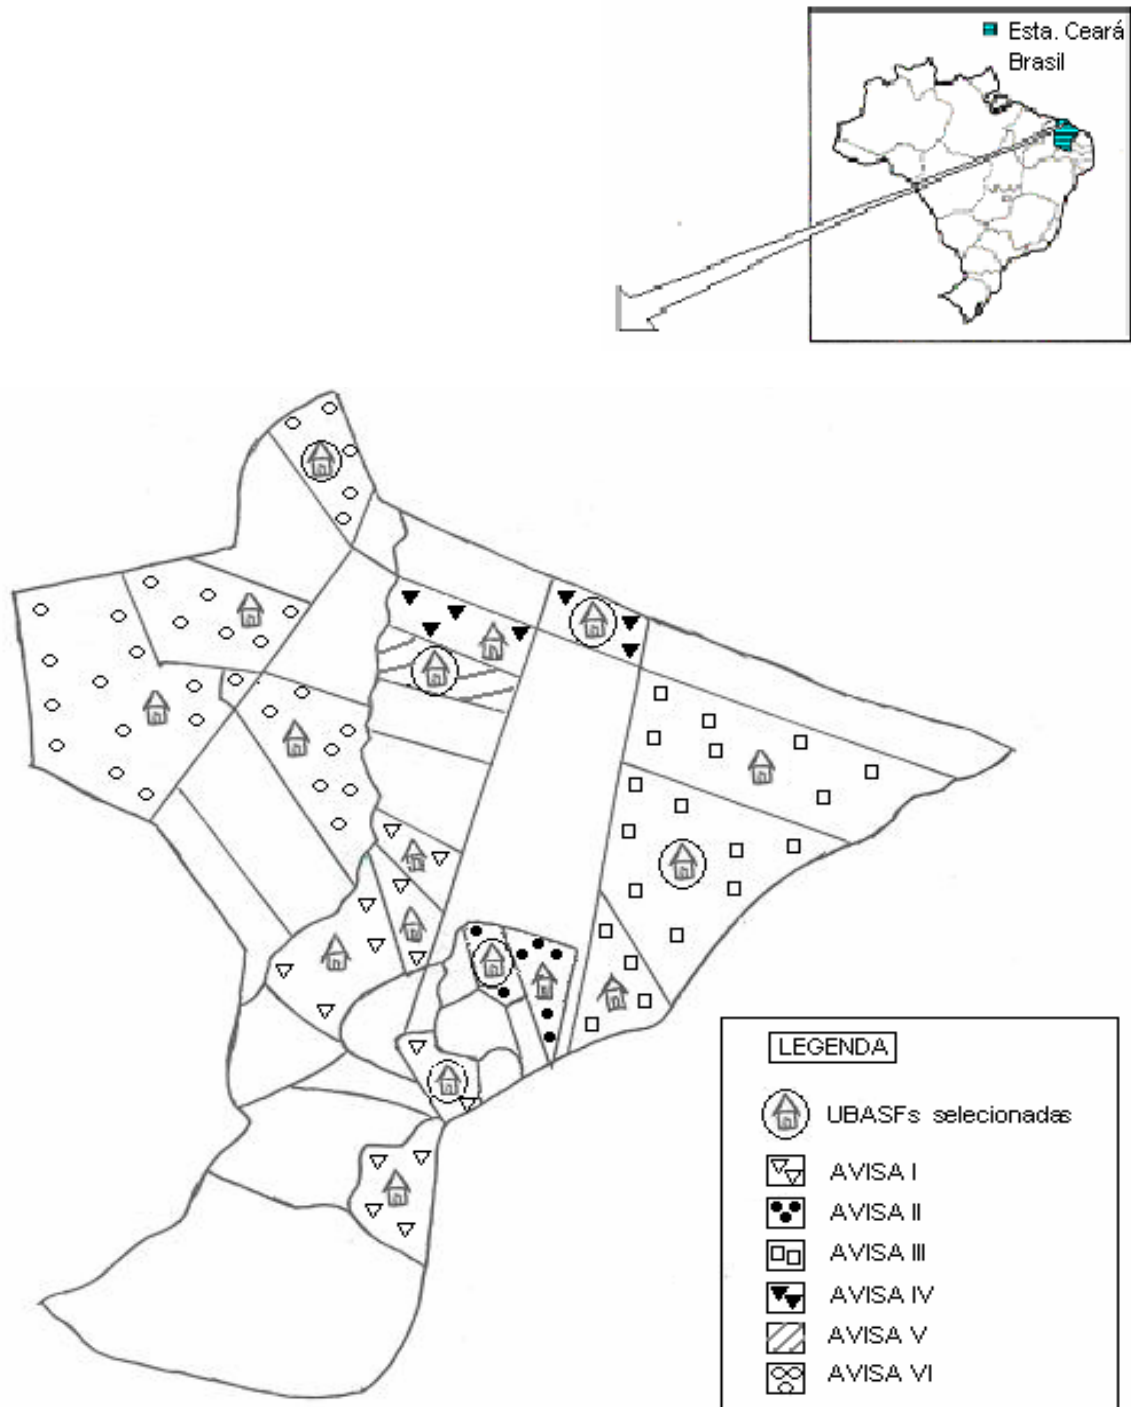 Esta. Ceará
Brasil
LEGENDA
UBASFs selecionadas
AVISA I
AVISA II
AVISA III
AVISA IV
AVISA V
AVISA VI